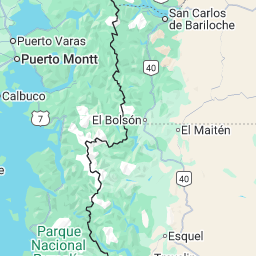 San Carlos
de Bariloche
Puerto Varas
Puerto Montt
40
Calbuco
7
El Bolsón
El Maitén
40
Parque
Nacional
Esquel